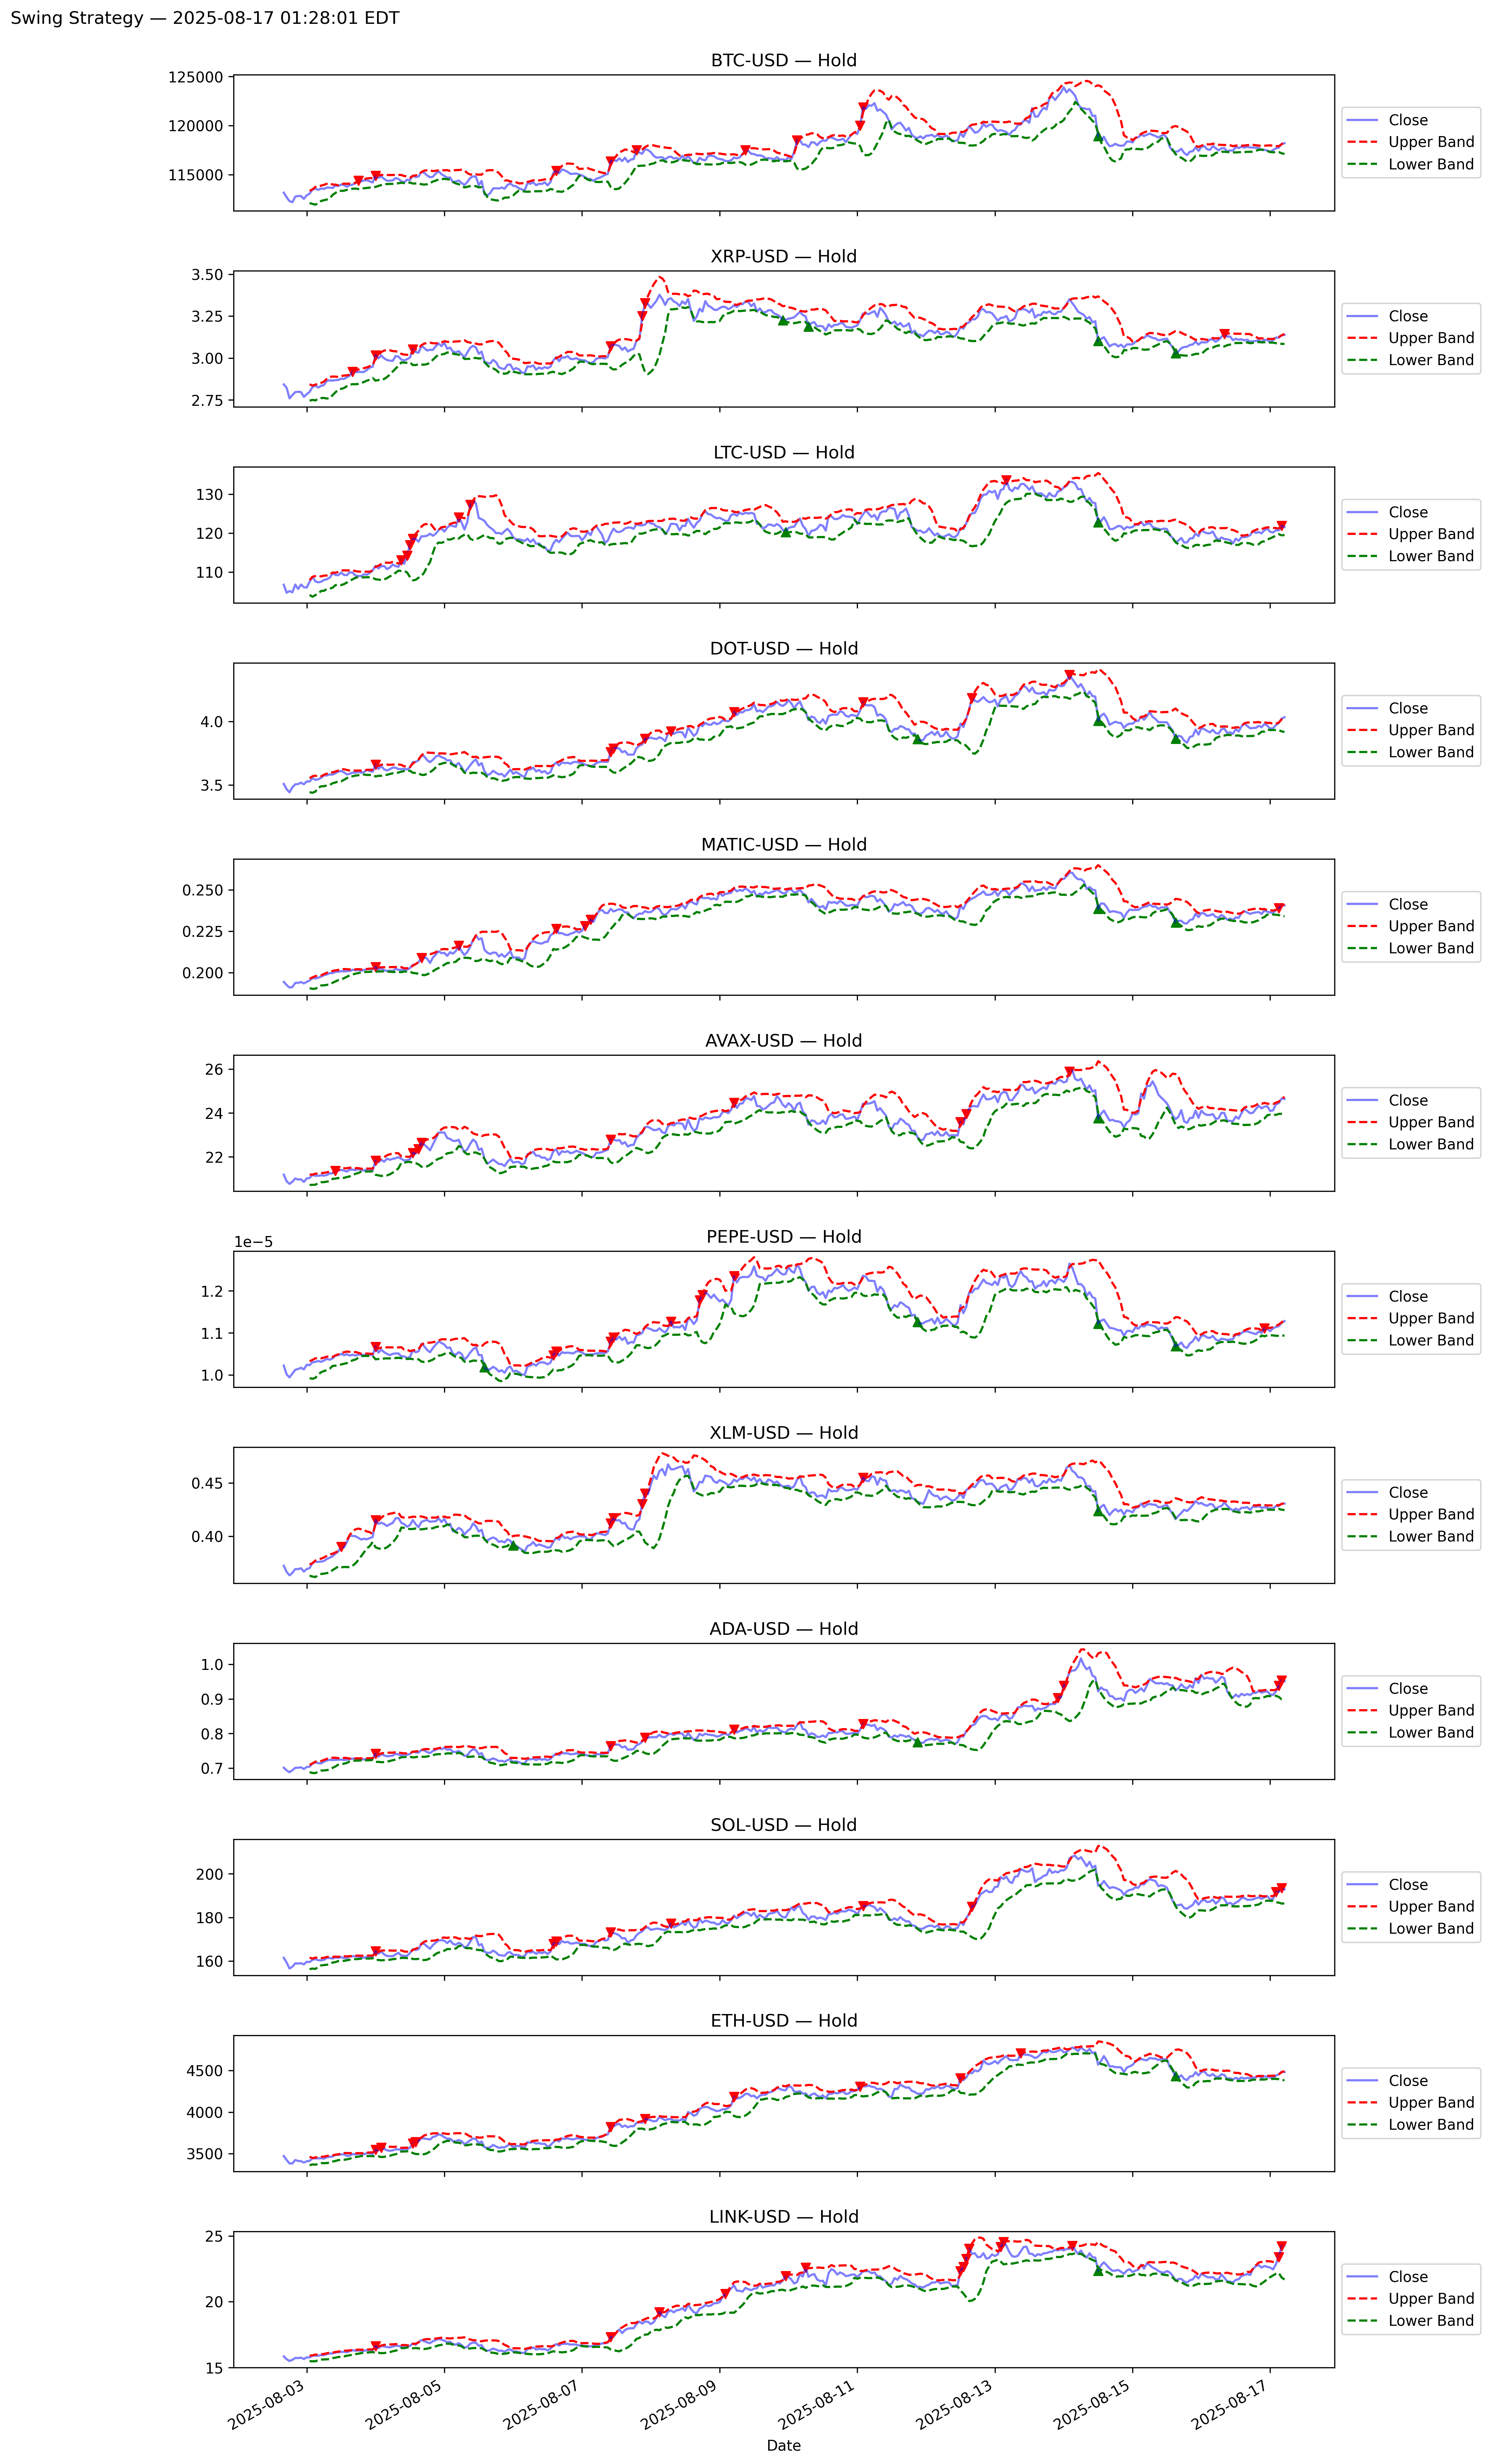 Swing Strategy — 2025-08-17 01:28:01 EDT
BTC-USD — Hold
125000
120000
115000
Close
Upper Band
Lower Band
XRP-USD — Hold
3.50
3.25
3.00
2.75
Close
Upper Band
Lower Band
LTC-USD — Hold
130
120
110
Close
Upper Band
Lower Band
DOT-USD — Hold
4.0
3.5
Close
Upper Band
Lower Band
MATIC-USD — Hold
0.250
0.225
0.200
Close
Upper Band
Lower Band
AVAX-USD — Hold
26
24
22
Close
Upper Band
Lower Band
PEPE-USD — Hold
1e−5
1.2
1.1
1.0
Close
Upper Band
Lower Band
XLM-USD — Hold
0.45
0.40
Close
Upper Band
Lower Band
ADA-USD — Hold
1.0
0.9
0.8
0.7
Close
Upper Band
Lower Band
SOL-USD — Hold
200
180
160
Close
Upper Band
Lower Band
ETH-USD — Hold
4500
4000
3500
Close
Upper Band
Lower Band
LINK-USD — Hold
25
20
15
Close
Upper Band
Lower Band
2025-08-03
2025-08-05
2025-08-07
2025-08-09
2025-08-11
2025-08-13
2025-08-15
2025-08-17
Date